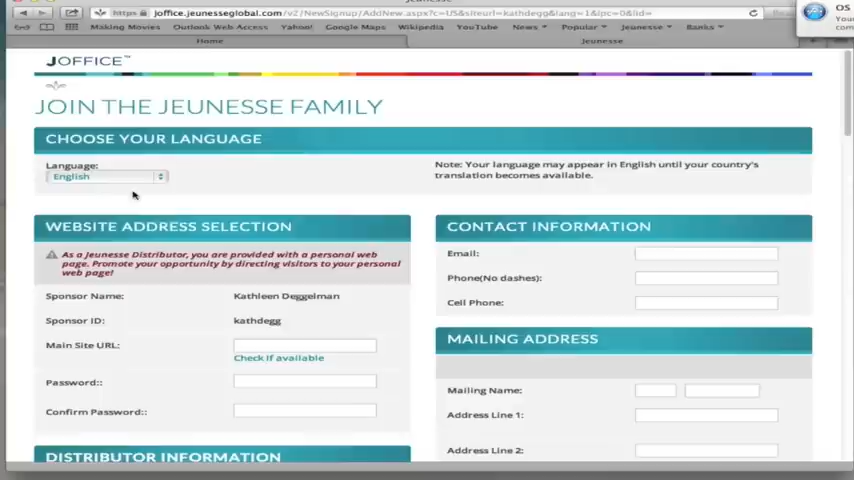 Jeunesse
https joffice.jeunesseglobal.com/v2/NewSignup/AddNew.aspx?c=US&siteurl=kathdegg&lang=1&ipc=0&lid=
OS
Making Movies Outlook Web Access Yahoo! Google Maps Wikipedia YouTube News Popular Jeunesse Banks
Home Jeunesse
JOFFICE™
JOIN THE JEUNESSE FAMILY
CHOOSE YOUR LANGUAGE
Language:
English
Note: Your language may appear in English until your country's
translation becomes available.
WEBSITE ADDRESS SELECTION
As a Jeunesse Distributor, you are provided with a personal web
page. Promote your opportunity by directing visitors to your personal
web page!
Sponsor Name: Kathleen Deggelman
Sponsor ID: kathdegg
Main Site URL:
Check if available
Password::
Confirm Password::
DISTRIBUTOR INFORMATION
CONTACT INFORMATION
Email:
Phone(No dashes):
Cell Phone:
MAILING ADDRESS
Mailing Name:
Address Line 1:
Address Line 2: